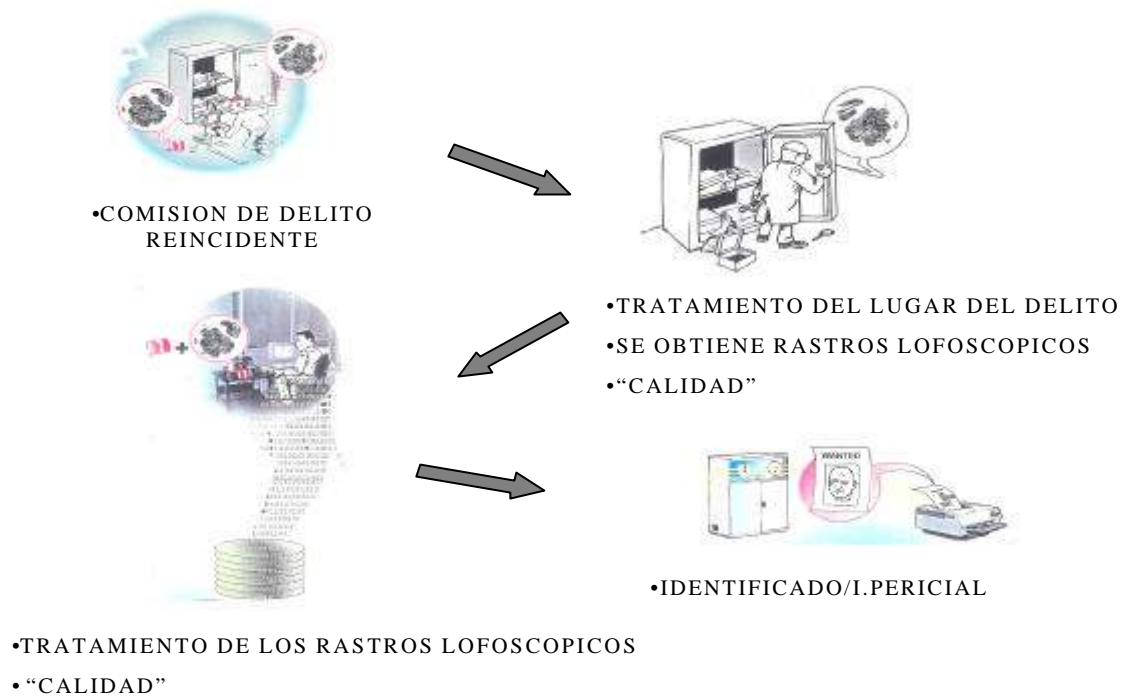 •COMISION DE DELITO
REINCIDENTE
•TRATAMIENTO DEL LUGAR DEL DELITO
•SE OBTIENE RASTROS LOFOSCOPICOS
•“CALIDAD”
WANTED
•IDENTIFICADO/I.PERICIAL
•TRATAMIENTO DE LOS RASTROS LOFOSCOPICOS
• “CALIDAD”